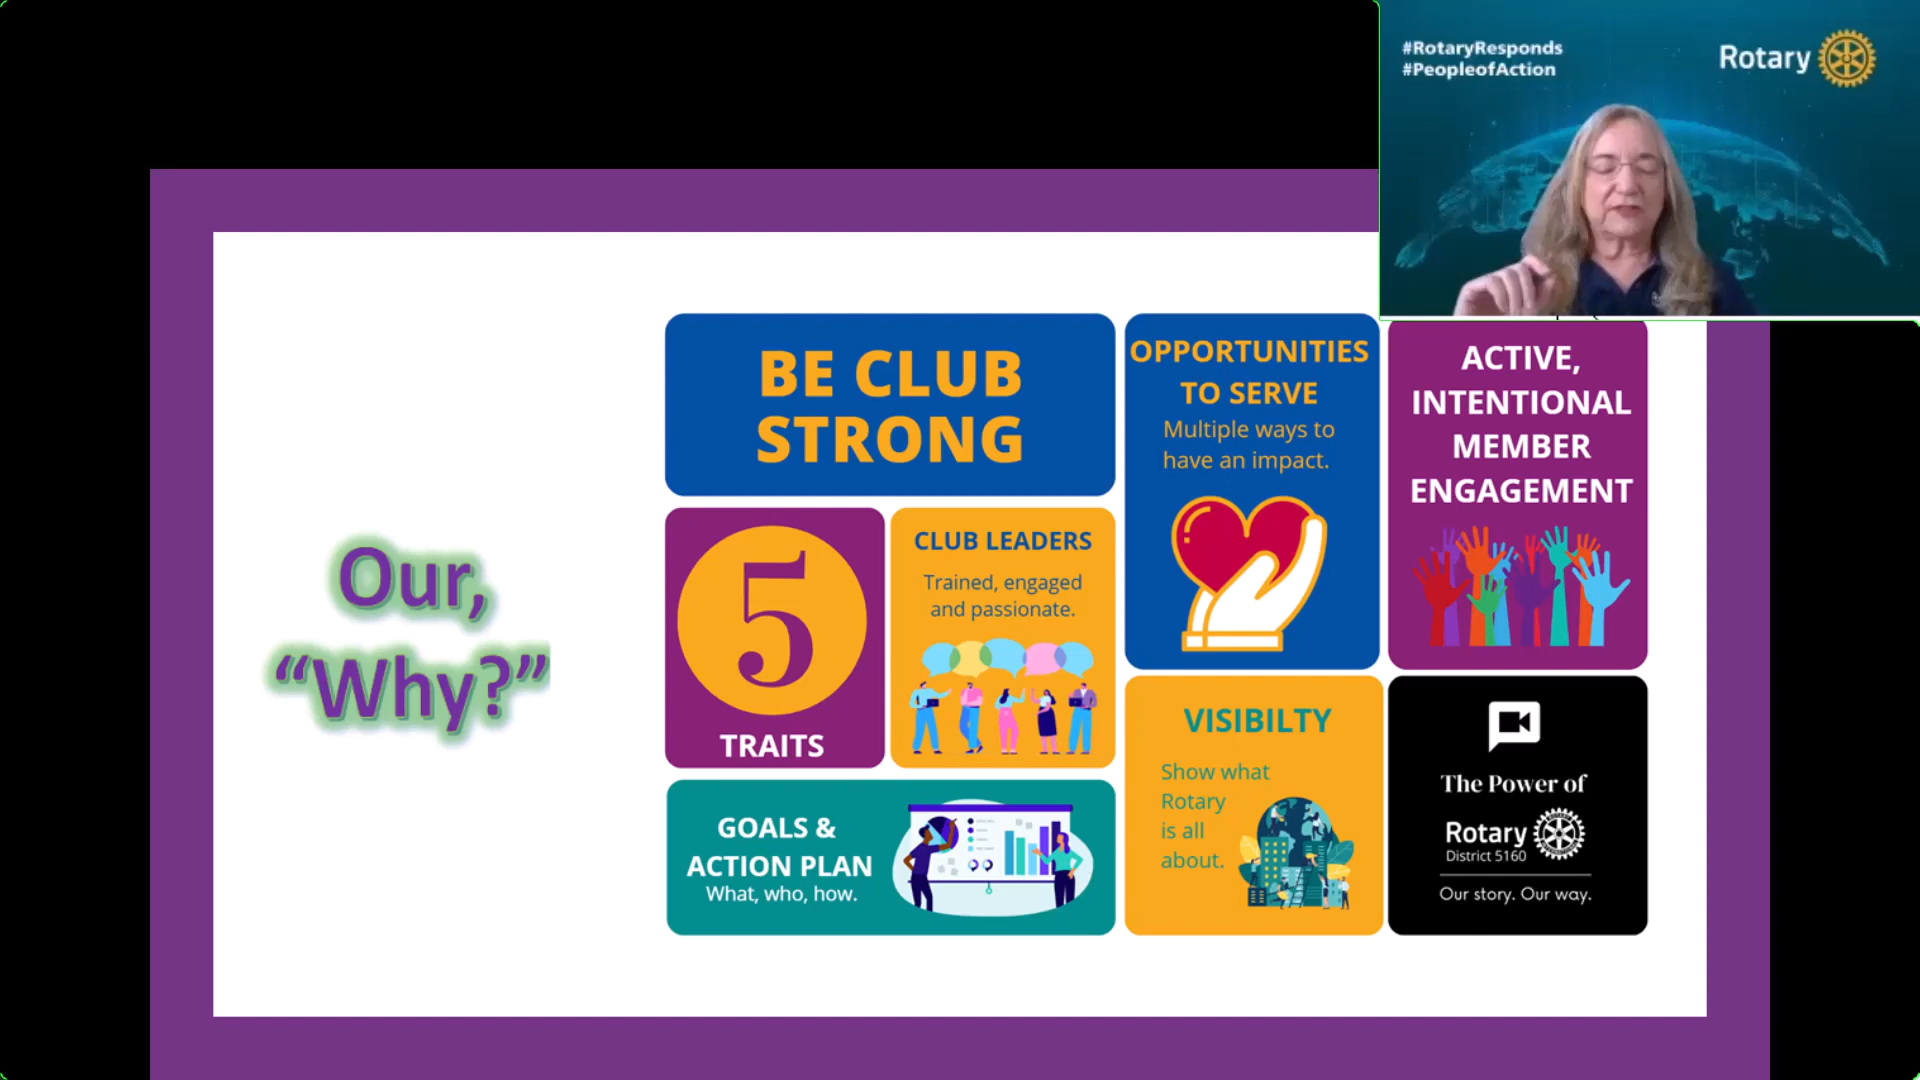 #RotaryResponds
#PeopleofAction
Rotary
Our,
“Why?”
BE CLUB
STRONG
5
TRAITS
CLUB LEADERS
Trained, engaged
and passionate.
GOALS &
ACTION PLAN
What, who, how.
OPPORTUNITIES
TO SERVE
Multiple ways to
have an impact.
ACTIVE,
INTENTIONAL
MEMBER
ENGAGEMENT
VISIBILTY
Show what
Rotary
is all
about.
The Power of
Rotary
District 5160
Our story. Our way.